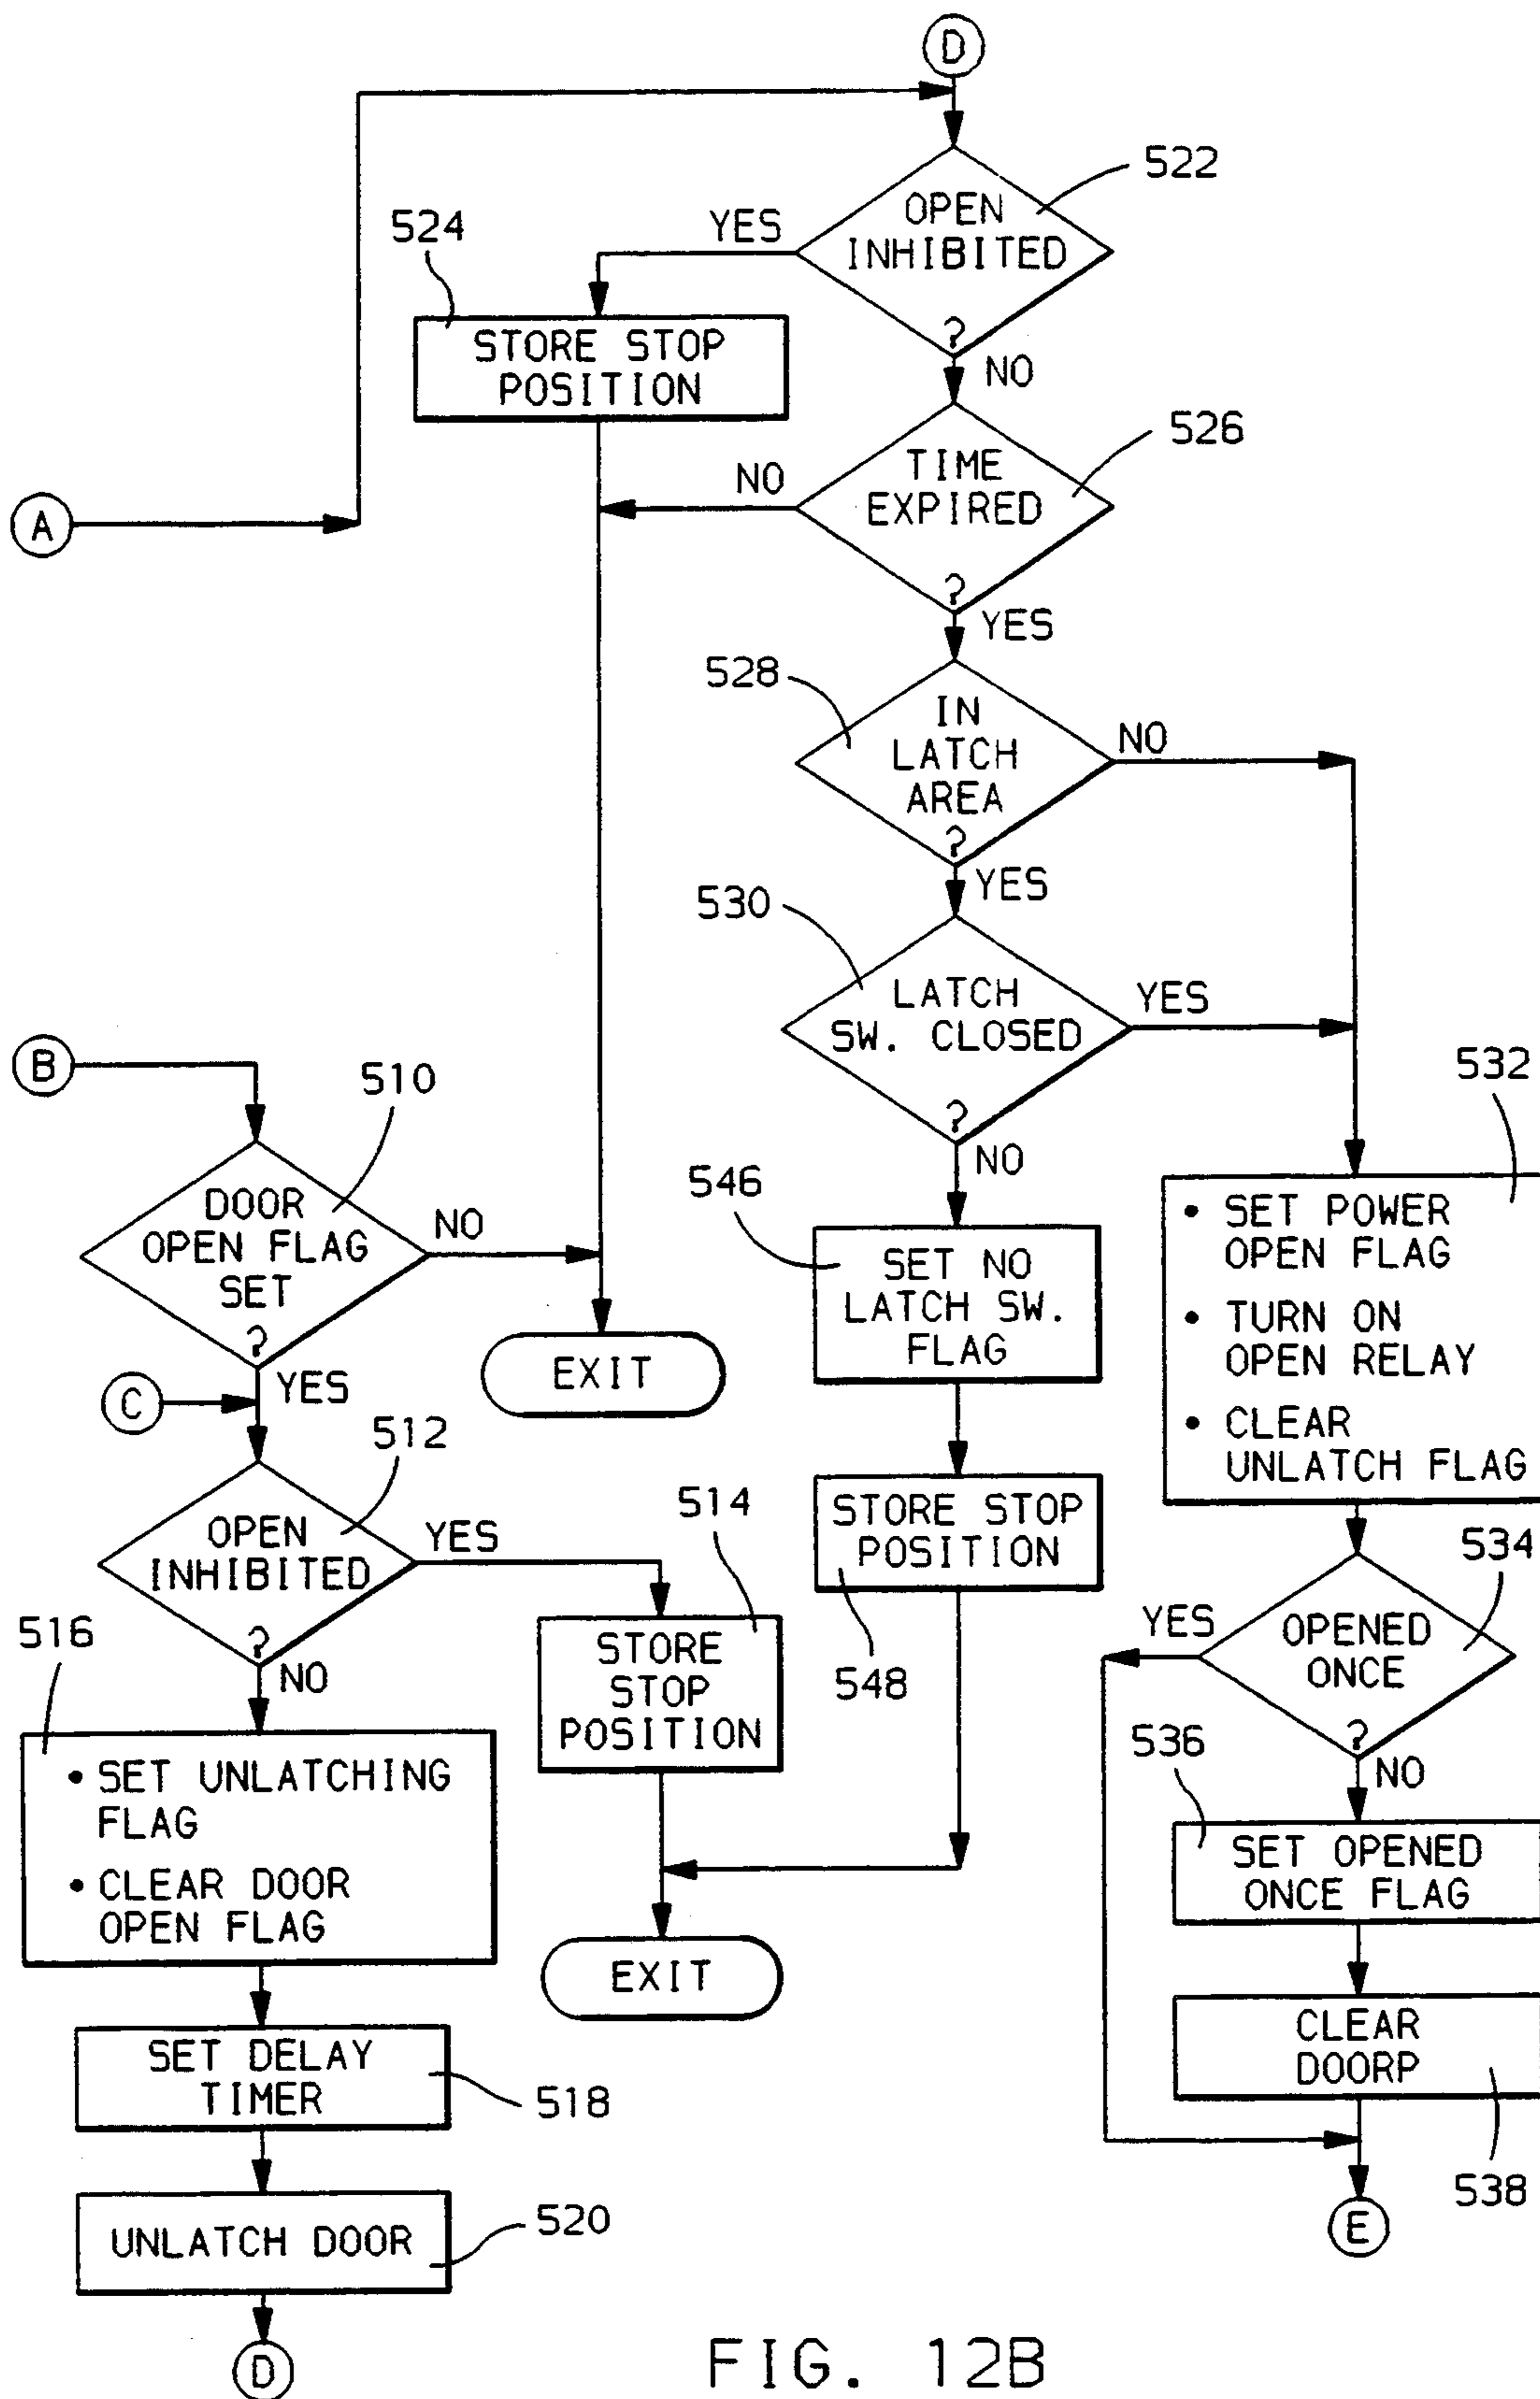 D
522
OPEN
INHIBITED
?
YES
NO
524
STORE STOP
POSITION
526
TIME
EXPIRED
?
NO
YES
A
528
IN
LATCH
AREA
?
NO
YES
530
LATCH
SW. CLOSED
?
YES
NO
B
510
DOOR
OPEN FLAG
SET
?
NO
YES
EXIT
C
512
OPEN
INHIBITED
?
YES
NO
514
STORE
STOP
POSITION
EXIT
516
• SET UNLATCHING
FLAG
• CLEAR DOOR
OPEN FLAG
SET DELAY
TIMER
518
UNLATCH DOOR
520
D
546
SET NO
LATCH SW.
FLAG
STORE STOP
POSITION
548
532
• SET POWER
OPEN FLAG
• TURN ON
OPEN RELAY
• CLEAR
UNLATCH FLAG
534
OPENED
ONCE
?
YES
NO
536
SET OPENED
ONCE FLAG
CLEAR
DOORP
538
E
FIG. 12B